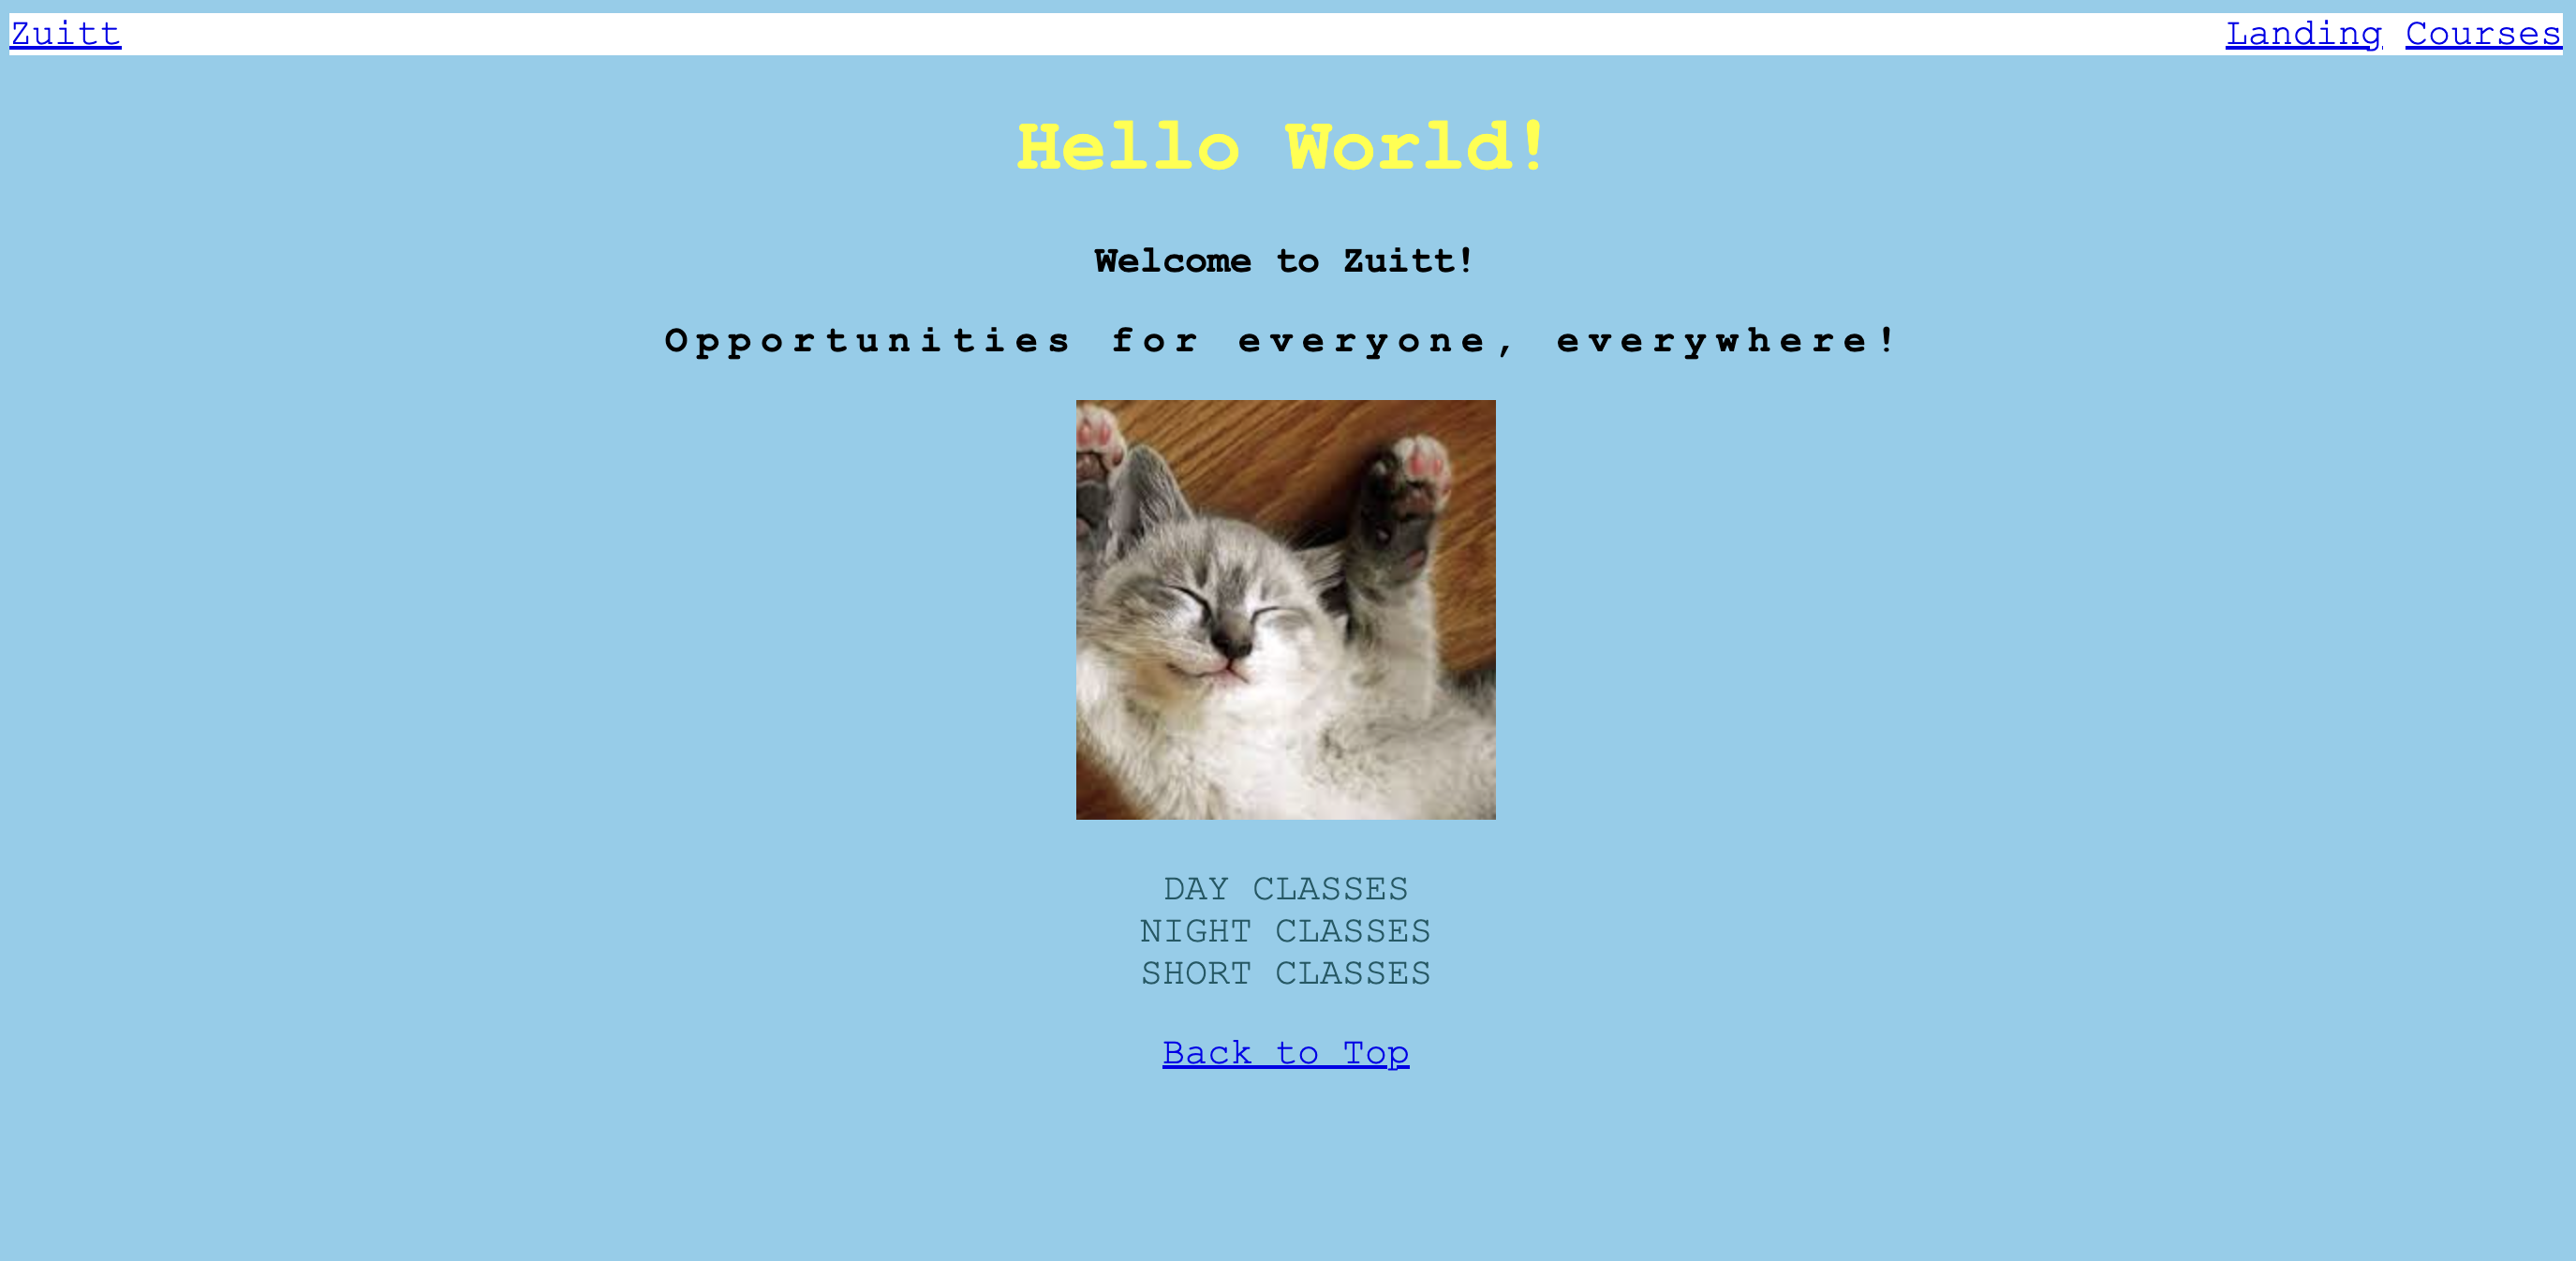 Zuitt Landing Courses
Hello World!
Welcome to Zuitt!
Opportunities for everyone, everywhere!
DAY CLASSES
NIGHT CLASSES
SHORT CLASSES
Back to Top